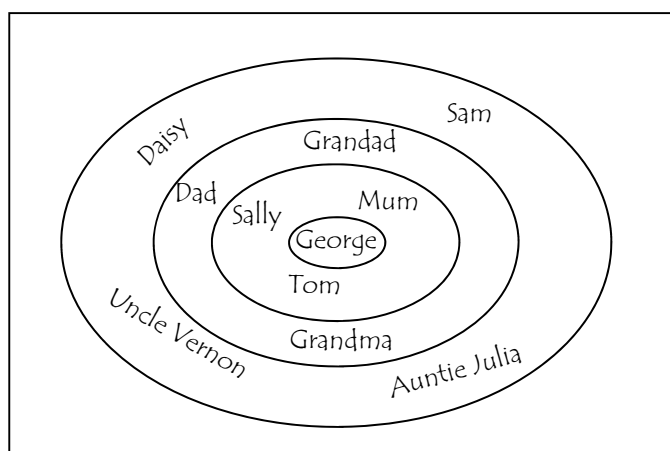 Sam
Daisy
Grandad
Dad
Mum
Sally
George
Tom
Uncle Vernon
Grandma
Auntie Julia